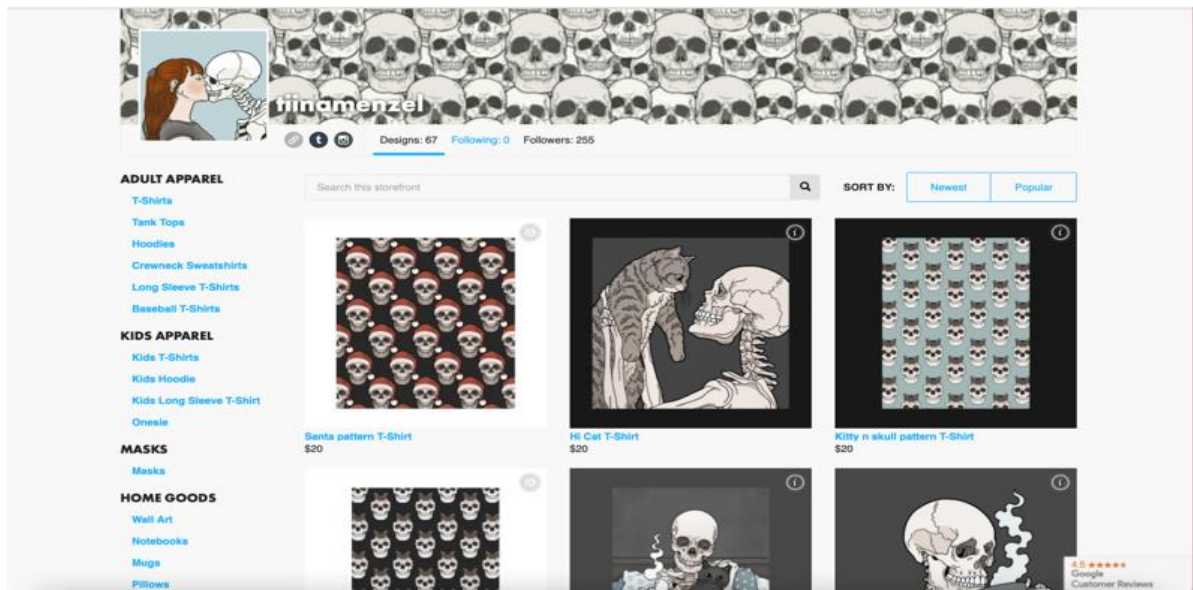 tiinamenzel
Designs: 67 Following: 0 Followers: 255
ADULT APPAREL
T-Shirts
Tank Tops
Hoodies
Crewneck Sweatshirts
Long Sleeve T-Shirts
Baseball T-Shirts
KIDS APPAREL
Kids T-Shirts
Kids Hoodie
Kids Long Sleeve T-Shirt
Onesie
MASKS
Masks
HOME GOODS
Wall Art
Notebooks
Mugs
Pillows
Search this storefront
SORT BY: Newest Popular
Santa pattern T-Shirt
$20
Hi Cat T-Shirt
$20
Kitty n skull pattern T-Shirt
$20
4.5
Google
Customer Reviews